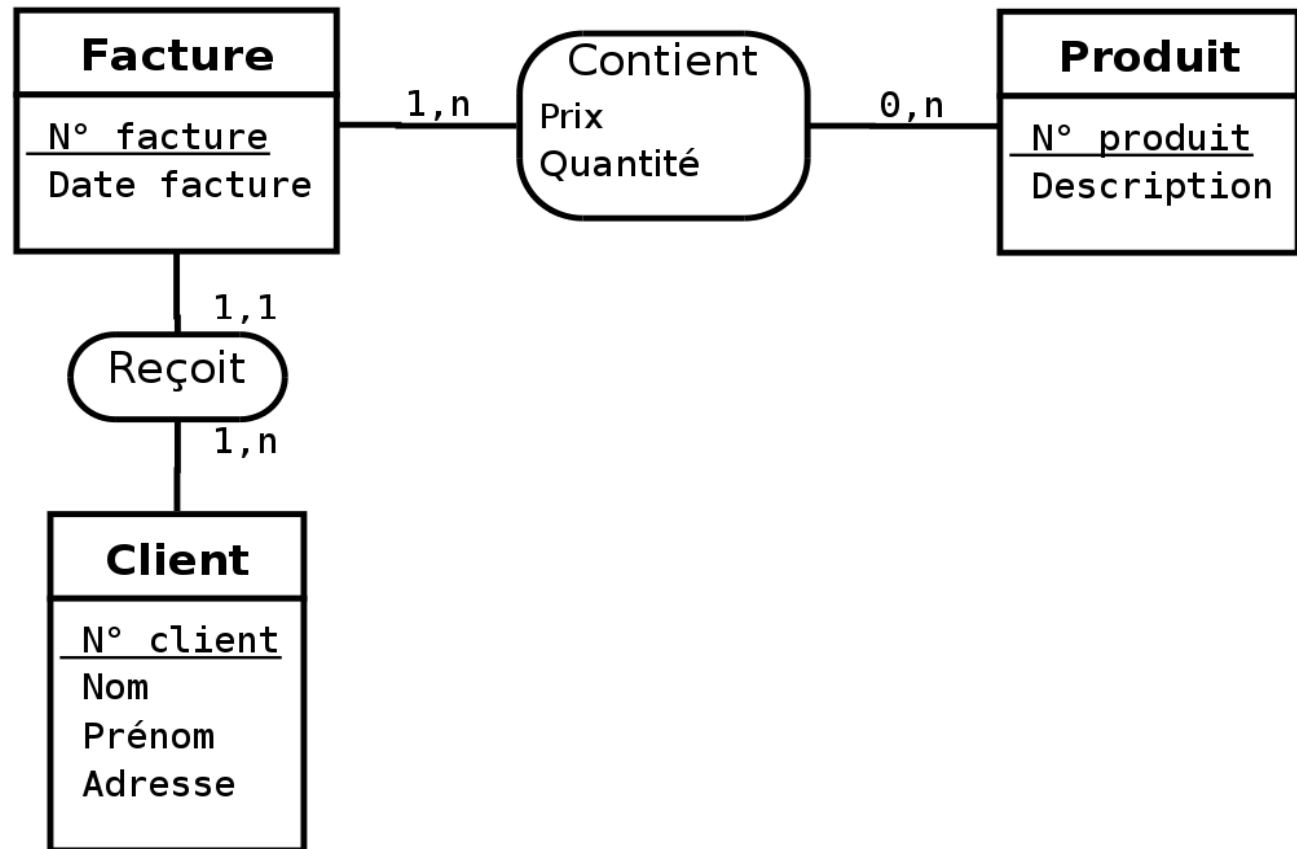 Facture
N° facture
Date facture
1,n
Contient
Prix
Quantité
0,n
Produit
N° produit
Description
1,1
Reçoit
1,n
Client
N° client
Nom
Prénom
Adresse